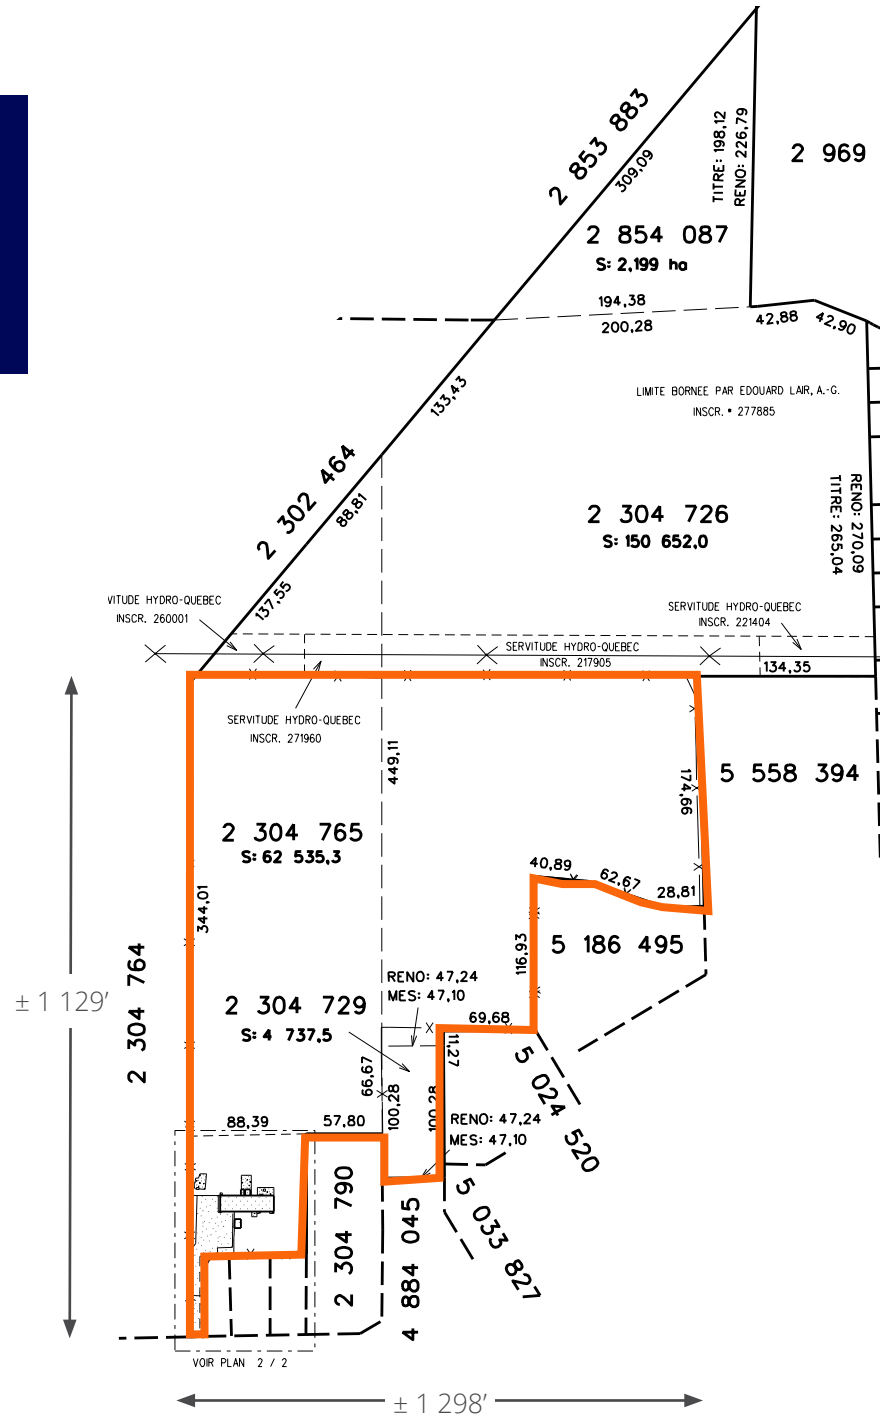 2 853 883
309,09
TITRE: 198,12
RENO: 226,79
2 969
2 854 087
S: 2,199 ha
194,38
200,28
42,88
42,90
133,43
LIMITE BORNEE PAR EDOUARD LAIR, A.-G.
INSCR. • 277885
2 302 464
88,81
RENO: 270,09
TITRE: 265,04
2 304 726
S: 150 652,0
137,55
VITUDE HYDRO-QUEBEC
INSCR. 260001
SERVITUDE HYDRO-QUEBEC
INSCR. 221404
SERVITUDE HYDRO-QUEBEC
INSCR. 217905
134,35
SERVITUDE HYDRO-QUEBEC
INSCR. 271960
449,11
174,66
5 558 394
2 304 765
S: 62 535,3
344,01
40,89
62,67
28,81
116,93
5 186 495
2 304 764
± 1 129’
RENO: 47,24
MES: 47,10
2 304 729
S: 4 737,5
69,68
11,27
66,67
100,28
100,28
5 024 520
88,39
57,80
RENO: 47,24
MES: 47,10
2 304 790
4 884 045
5 033 827
VOIR PLAN 2 / 2
± 1 298’